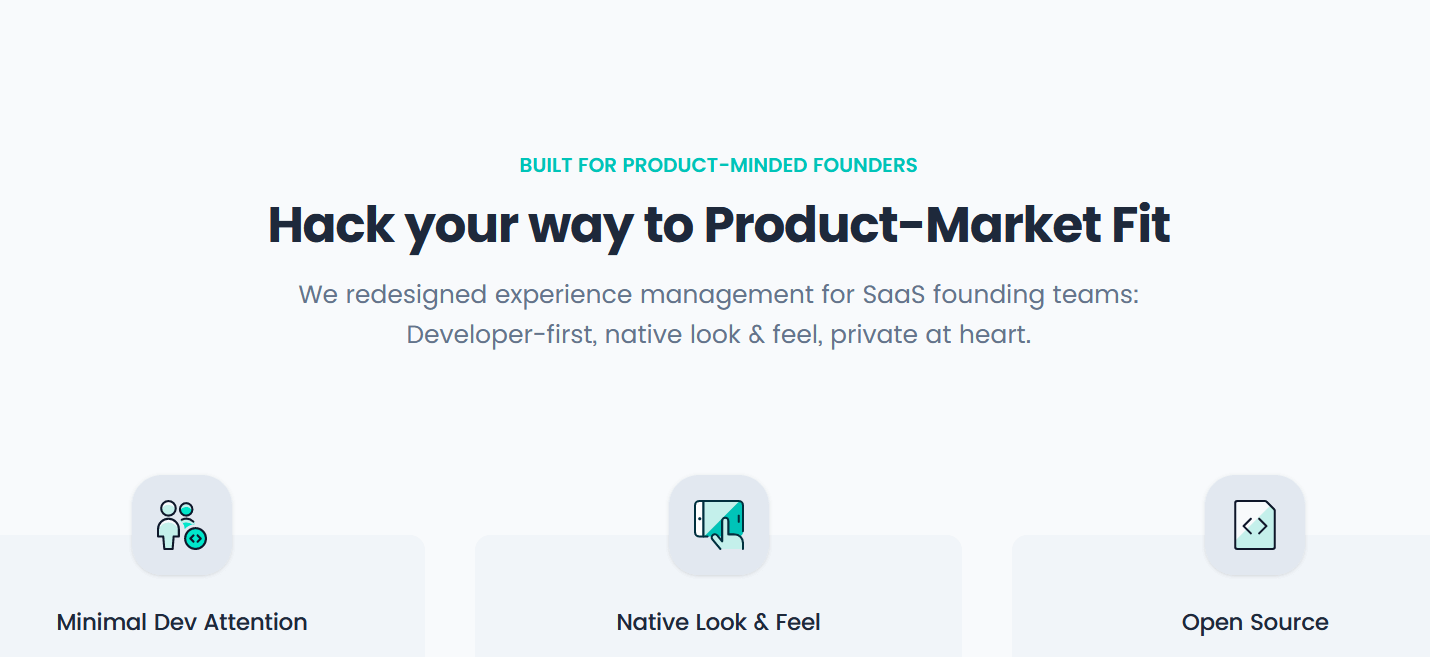 BUILT FOR PRODUCT-MINDED FOUNDERS
Hack your way to Product-Market Fit
We redesigned experience management for SaaS founding teams:
Developer-first, native look & feel, private at heart.
Minimal Dev Attention
Native Look & Feel
Open Source